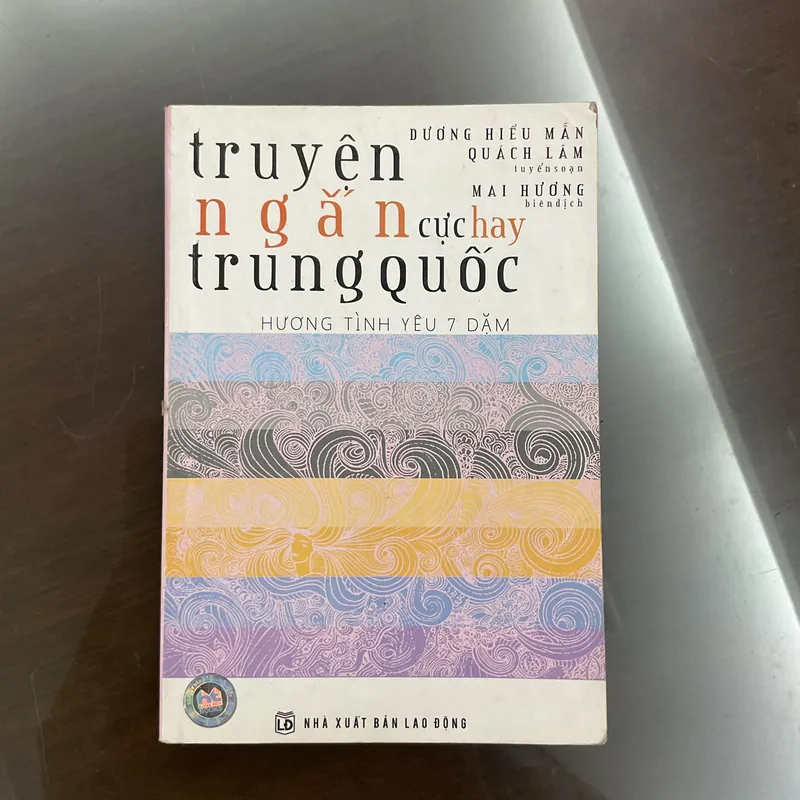 truyện
ngắn cực hay
trung quốc
DƯƠNG HIỂU MẪN
QUÁCH LÂM
tuyển soạn
MAI HƯƠNG
biên dịch
HƯƠNG TÌNH YÊU 7 DẶM
LĐ NHÀ XUẤT BẢN LAO ĐỘNG